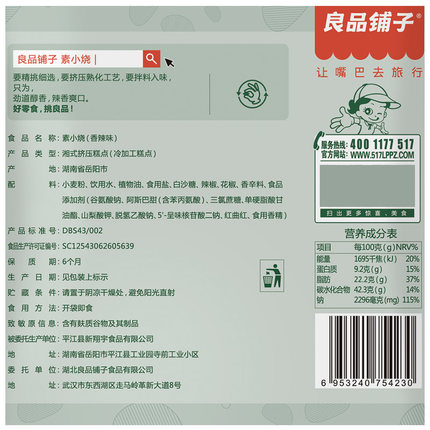 良品铺子
让嘴巴去旅行
良品铺子 素小烧
要精挑细选，要挤压熟化工艺，要拌料入味，
只为，
劲道醇香，辣香爽口。
好零食，挑良品！
服务热线: 400 1177 517
官方网站: WWW.517LPPZ.COM
扫出更多惊喜、美食
食品名称: 素小烧(香辣味)
产品类型: 湘式挤压糕点(冷加工糕点)
产地: 湖南省岳阳市
配料: 小麦粉、饮用水、植物油、食用盐、白沙糖、辣椒、花椒、香辛料、食品
添加剂(谷氨酸钠、阿斯巴甜(含苯丙氨酸)、三氯蔗糖、单硬脂酸甘
油酯、山梨酸钾、脱氢乙酸钠、5'-呈味核苷酸二钠、红曲红、食用香精)
产品标准号: DBS43/002
食品生产许可证编号: SC12543062605639
保质期: 6个月
生产日期: 见包装上标示
贮藏条件: 请置于阴凉干燥处，避免阳光直射
食用方法: 开袋即食
致敏原信息: 含有麸质谷物及其制品
被委托生产单位: 平江县新翔宇食品有限公司
地址: 湖南省岳阳市平江县工业园寺前工业小区
委托单位: 湖北良品铺子食品有限公司
地址: 武汉市东西湖区走马岭革新大道8号
营养成分表
项目 每100克(g) NRV%
能量 1695千焦(kJ) 20%
蛋白质 9.2克(g) 15%
脂肪 22.2克(g) 37%
碳水化合物 42.3克(g) 14%
钠 2296毫克(mg) 115%
6 953240 754230